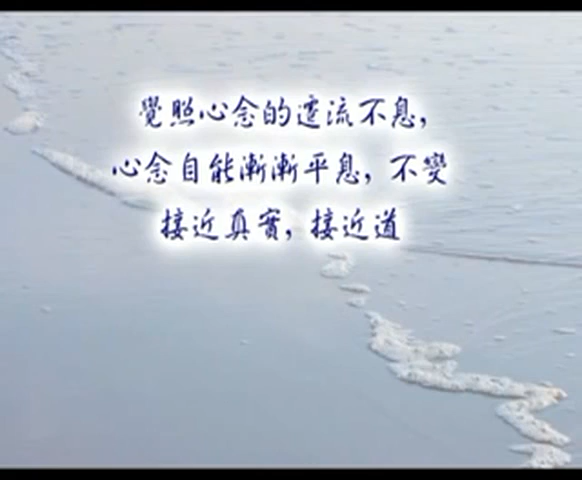 覺照心念的遷流不息,
心念自能漸漸平息, 不變
接近真實, 接近道